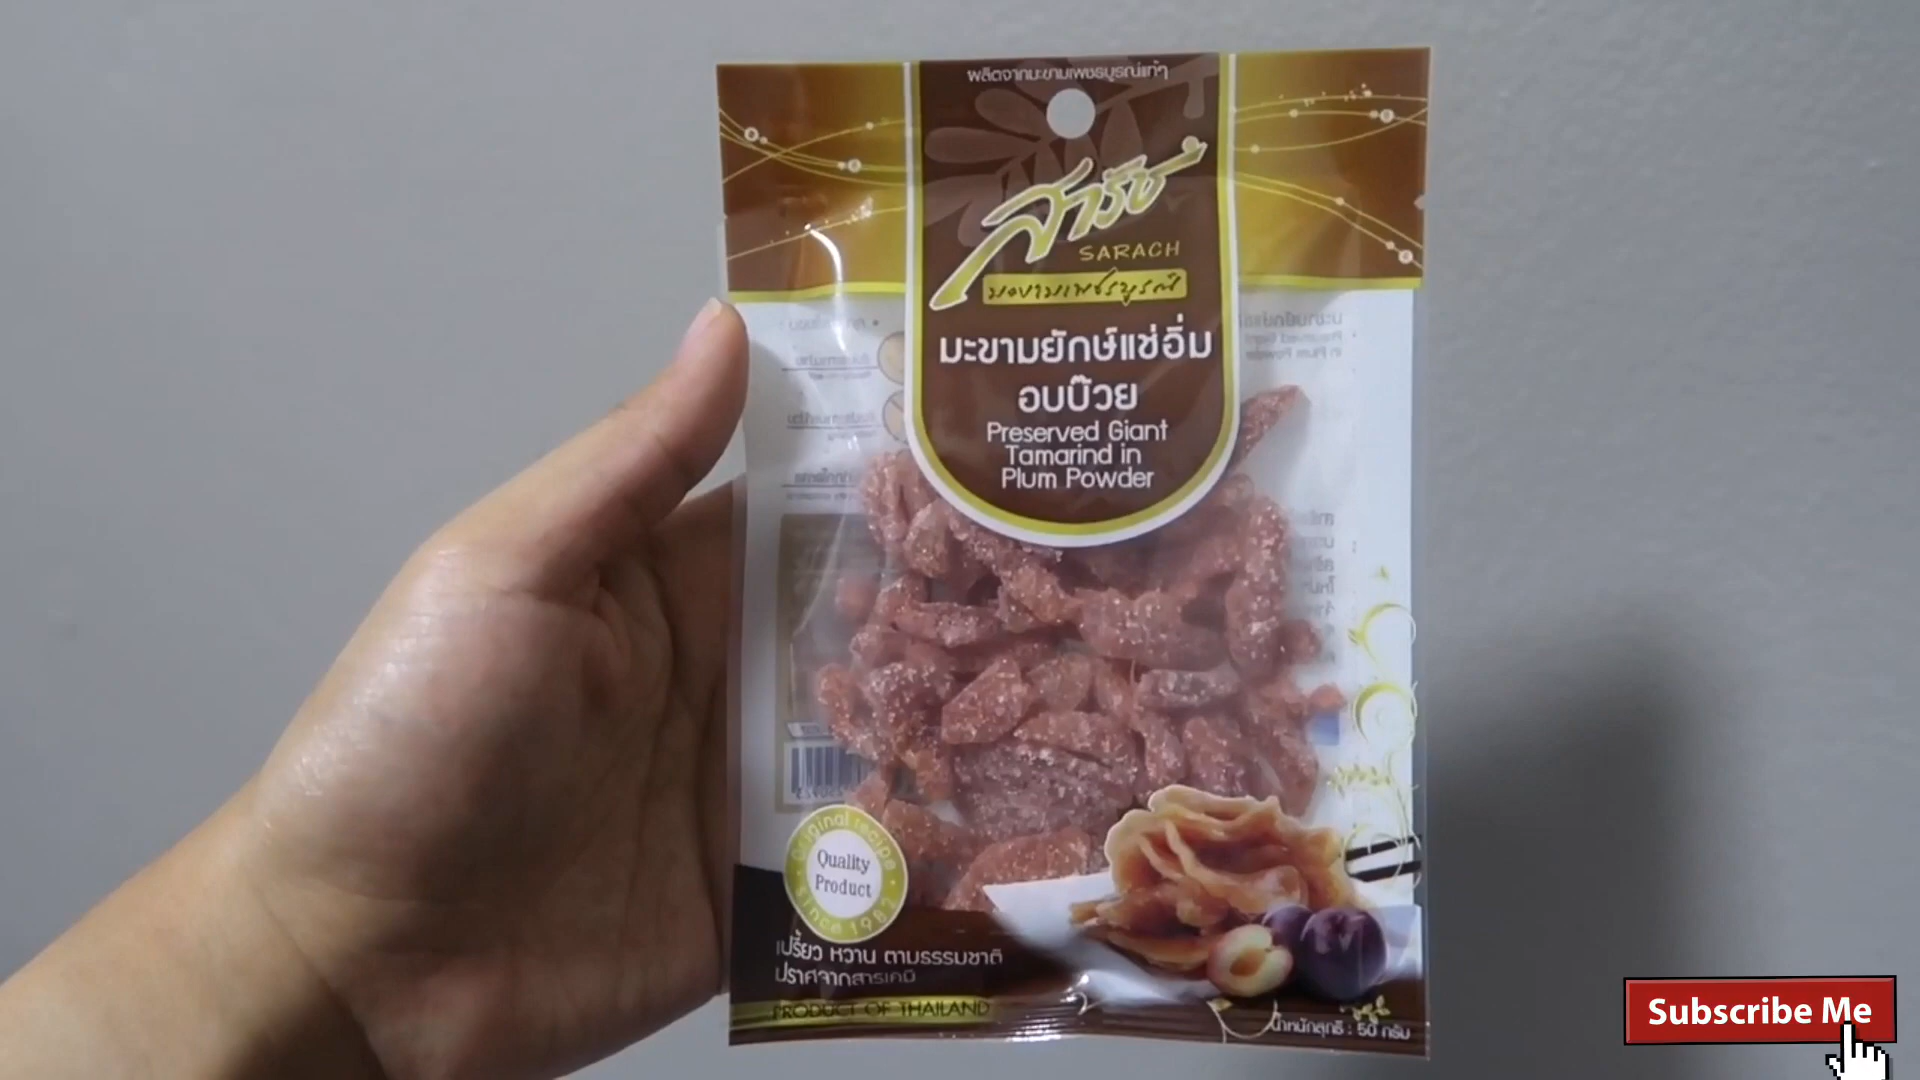 ผลิตจากมะขามเพชรบูรณ์แท้ๆ
สารัช
SARACH
มะขามเพชรบูรณ์
มะขามยักษ์แช่อิ่ม
อบบ๊วย
Preserved Giant
Tamarind in
Plum Powder
Original recipe
Quality
Product
Since 1982
เปรี้ยว หวาน ตามธรรมชาติ
ปราศจากสารเคมี
PRODUCT OF THAILAND
น้ำหนักสุทธิ : 50 กรัม
Subscribe Me